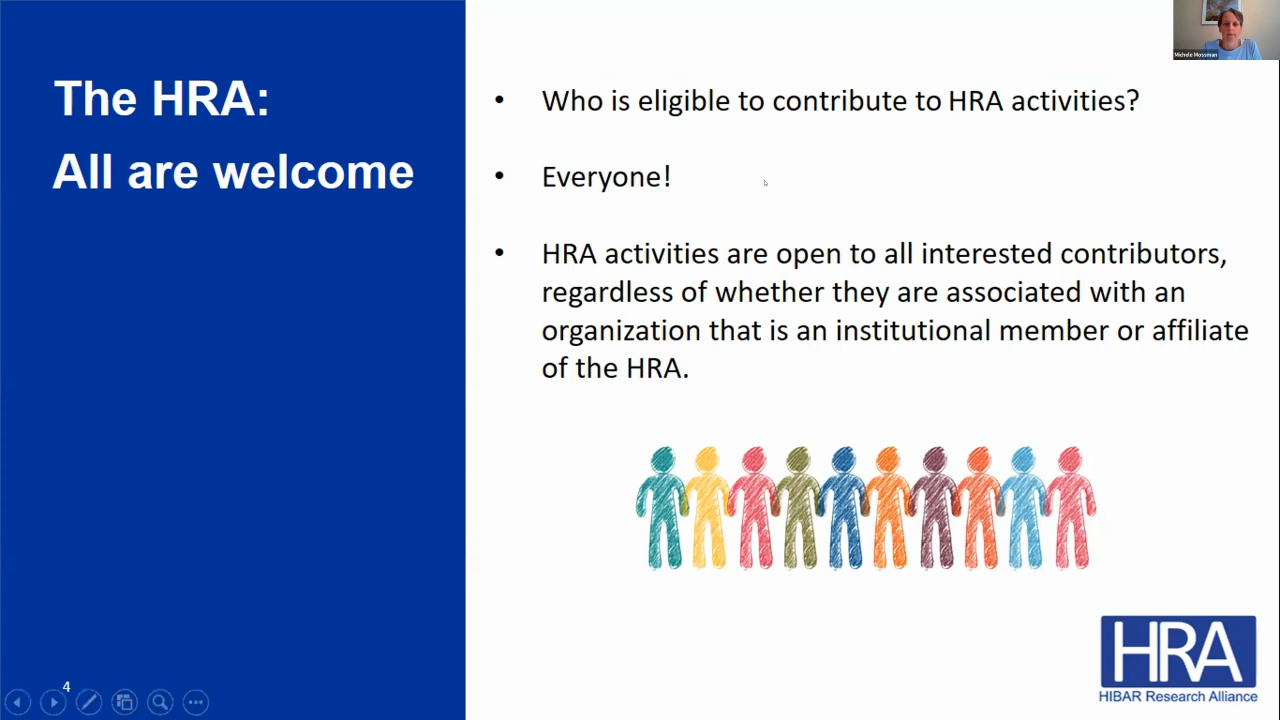 Michele Mossman
The HRA:
All are welcome
• Who is eligible to contribute to HRA activities?
• Everyone!
• HRA activities are open to all interested contributors,
regardless of whether they are associated with an
organization that is an institutional member or affiliate
of the HRA.
HRA
HIBAR Research Alliance
4